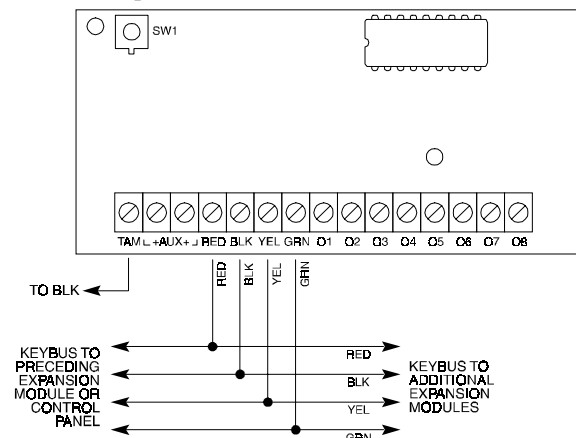 SW1
TAM +AUX+ RED BLK YEL GRN O1 O2 O3 O4 O5 O6 O7 O8
RED BLK YEL GRN
TO BLK
KEYBUS TO
PRECEDING
EXPANSION
MODULE OR
CONTROL
PANEL
RED
BLK
YEL
GRN
KEYBUS TO
ADDITIONAL
EXPANSION
MODULES